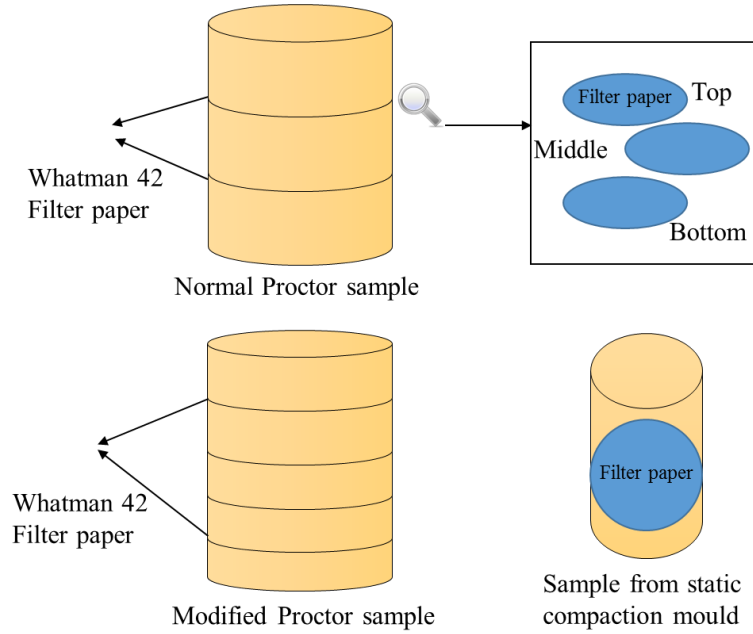 Filter paper
Top
Middle
Bottom
Whatman 42
Filter paper
Normal Proctor sample
Whatman 42
Filter paper
Modified Proctor sample
Filter paper
Sample from static
compaction mould